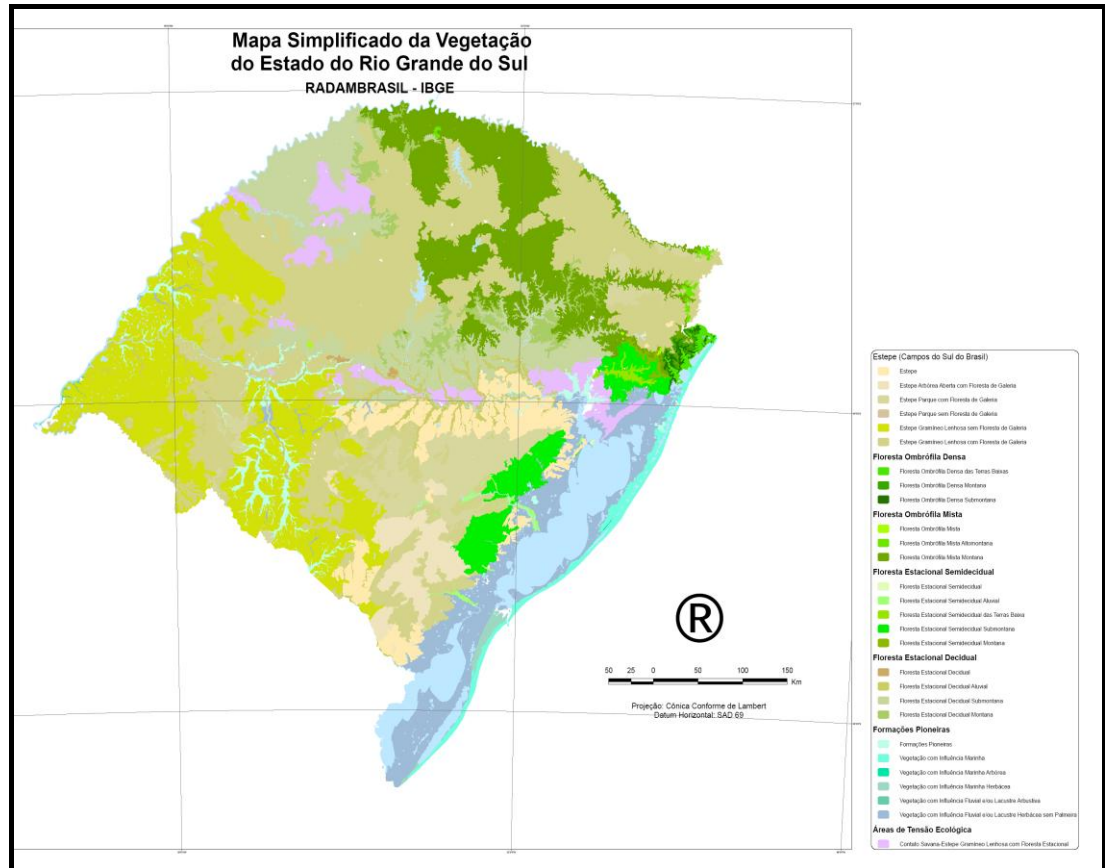 Mapa Simplificado da Vegetação
do Estado do Rio Grande do Sul
RADAMBRASIL - IBGE
Estepe (Campos do Sul do Brasil)
Estepe
Estepe Arbórea Aberta com Floresta de Galeria
Estepe Parque com Floresta de Galeria
Estepe Parque sem Floresta de Galeria
Estepe Gramíneo Lenhosa sem Floresta de Galeria
Estepe Gramíneo Lenhosa com Floresta de Galeria
Floresta Ombrófila Densa
Floresta Ombrófila Densa das Terras Baixas
Floresta Ombrófila Densa Montana
Floresta Ombrófila Densa Submontana
Floresta Ombrófila Mista
Floresta Ombrófila Mista
Floresta Ombrófila Mista Altomontana
Floresta Ombrófila Mista Montana
Floresta Estacional Semidecidual
Floresta Estacional Semidecidual
Floresta Estacional Semidecidual Aluvial
Floresta Estacional Semidecidual das Terras Baixa
Floresta Estacional Semidecidual Submontana
Floresta Estacional Semidecidual Montana
Floresta Estacional Decidual
Floresta Estacional Decidual
Floresta Estacional Decidual Aluvial
Floresta Estacional Decidual Submontana
Floresta Estacional Decidual Montana
Formações Pioneiras
Formações Pioneiras
Vegetação com Influência Marinha
Vegetação com Influência Marinha Arbórea
Vegetação com Influência Marinha Herbácea
Vegetação com Influência Fluvial e/ou Lacustre Arbustiva
Vegetação com Influência Fluvial e/ou Lacustre Herbácea sem Palmeira
Áreas de Tensão Ecológica
Contato Savana-Estepe Gramíneo Lenhosa com Floresta Estacional
®
50 25 0 50 100 150
Km
Projeção: Cônica Conforme de Lambert
Datum Horizontal: SAD 69